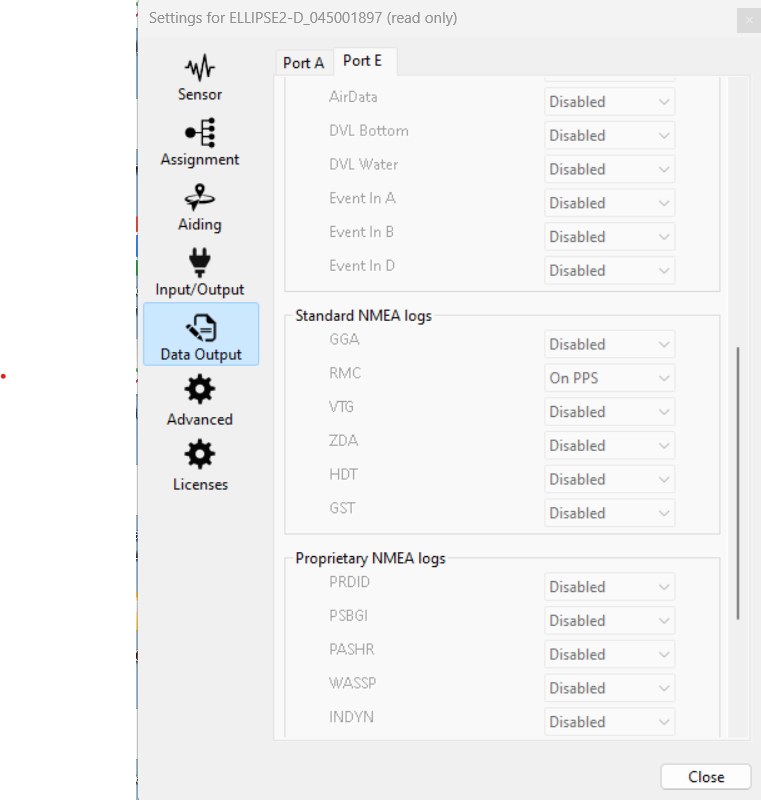 Settings for ELLIPSE2-D_045001897 (read only)
Sensor
Assignment
Aiding
Input/Output
Data Output
Advanced
Licenses
Port A Port E
AirData Disabled
DVL Bottom Disabled
DVL Water Disabled
Event In A Disabled
Event In B Disabled
Event In D Disabled
Standard NMEA logs
GGA Disabled
RMC On PPS
VTG Disabled
ZDA Disabled
HDT Disabled
GST Disabled
Proprietary NMEA logs
PRDID Disabled
PSBGI Disabled
PASHR Disabled
WASSP Disabled
INDYN Disabled
Close